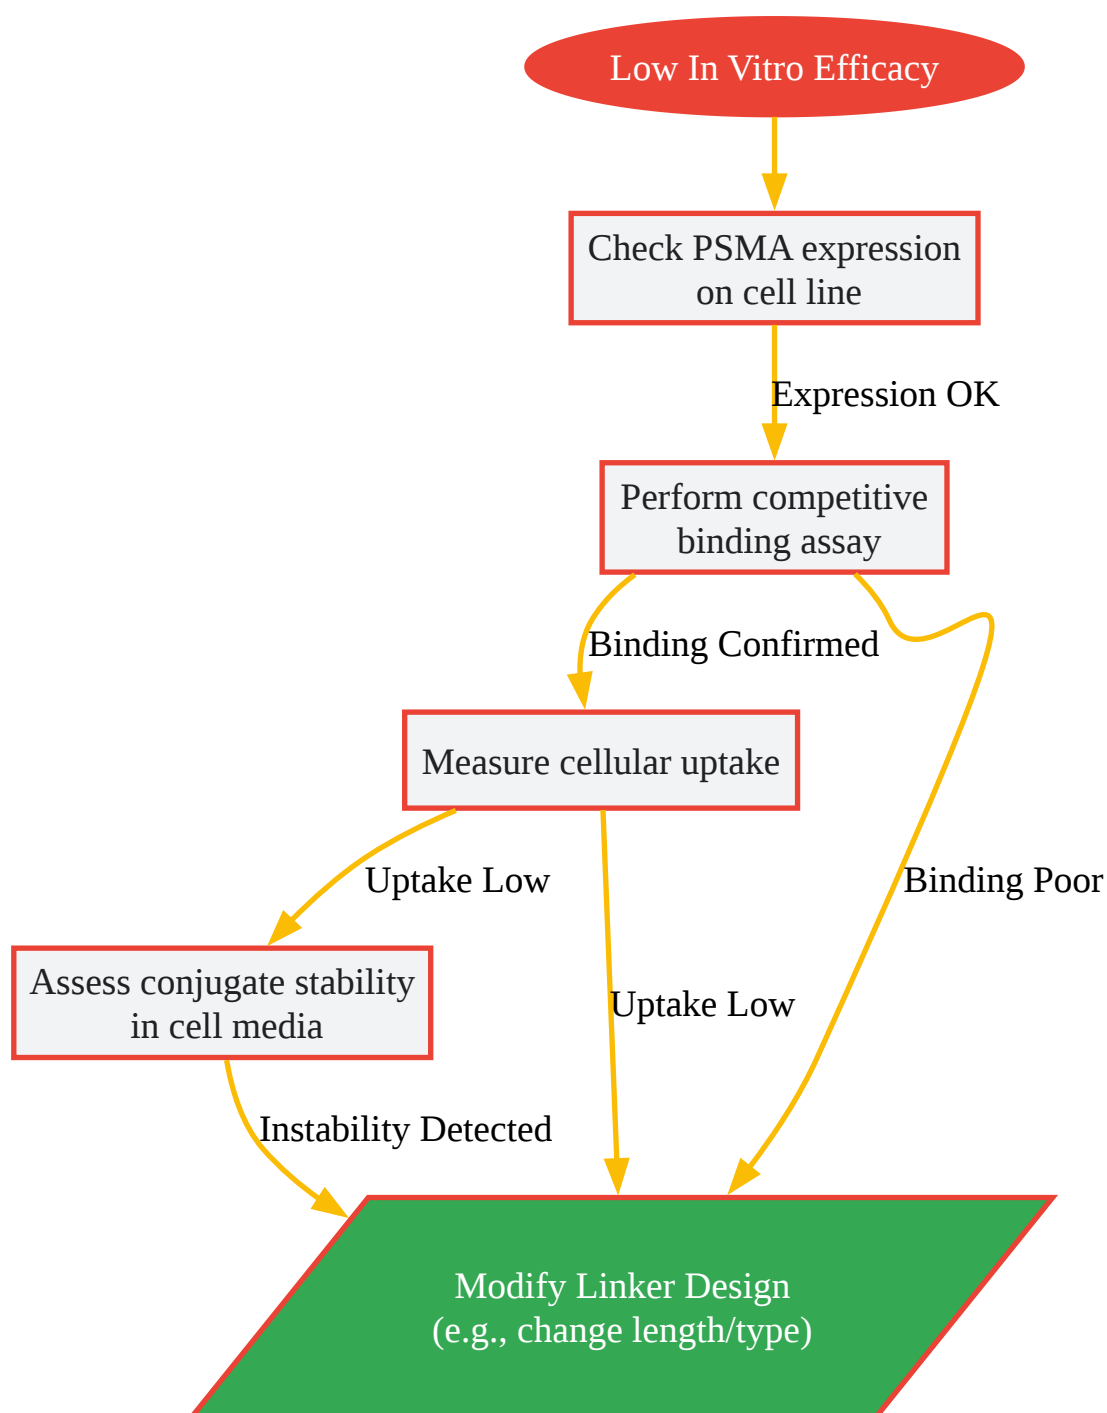 Low In Vitro Efficacy
Check PSMA expression
on cell line
Expression OK
Perform competitive
binding assay
Binding Confirmed
Measure cellular uptake
Uptake Low
Binding Poor
Assess conjugate stability
in cell media
Uptake Low
Instability Detected
Modify Linker Design
(e.g., change length/type)